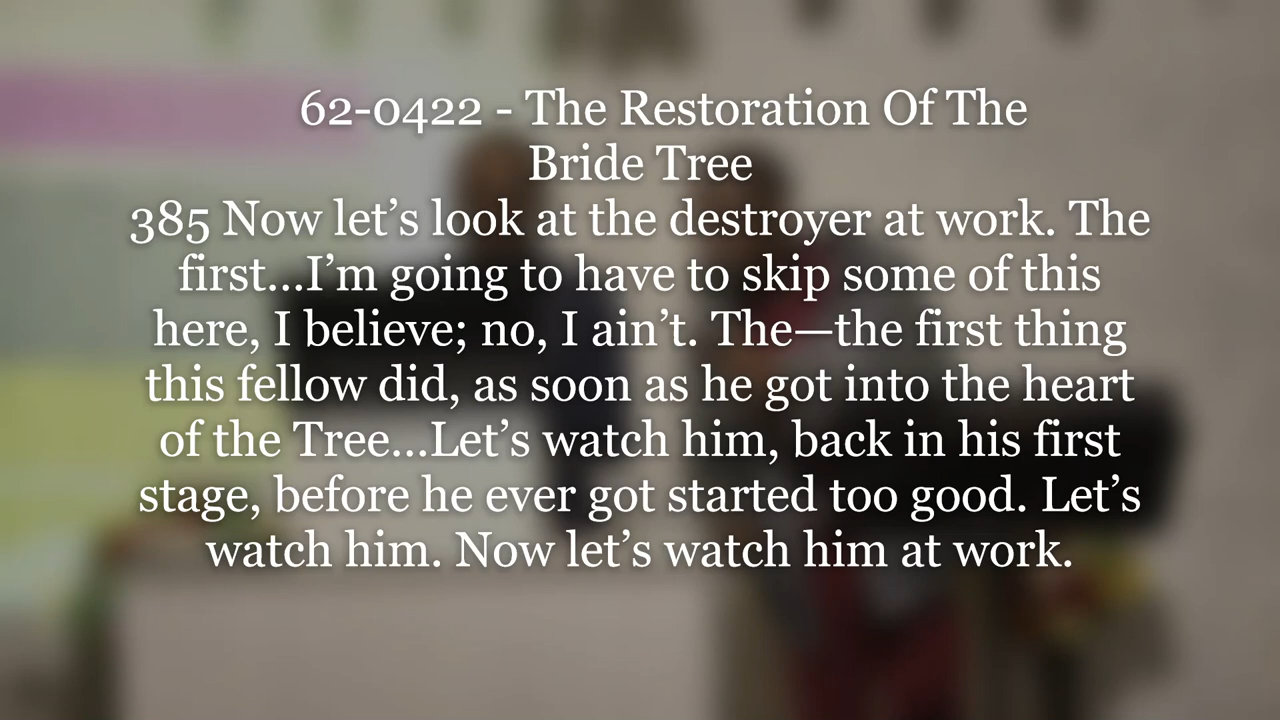 62-0422 - The Restoration Of The
Bride Tree
385 Now let’s look at the destroyer at work. The
first...I’m going to have to skip some of this
here, I believe; no, I ain’t. The—the first thing
this fellow did, as soon as he got into the heart
of the Tree...Let’s watch him, back in his first
stage, before he ever got started too good. Let’s
watch him. Now let’s watch him at work.